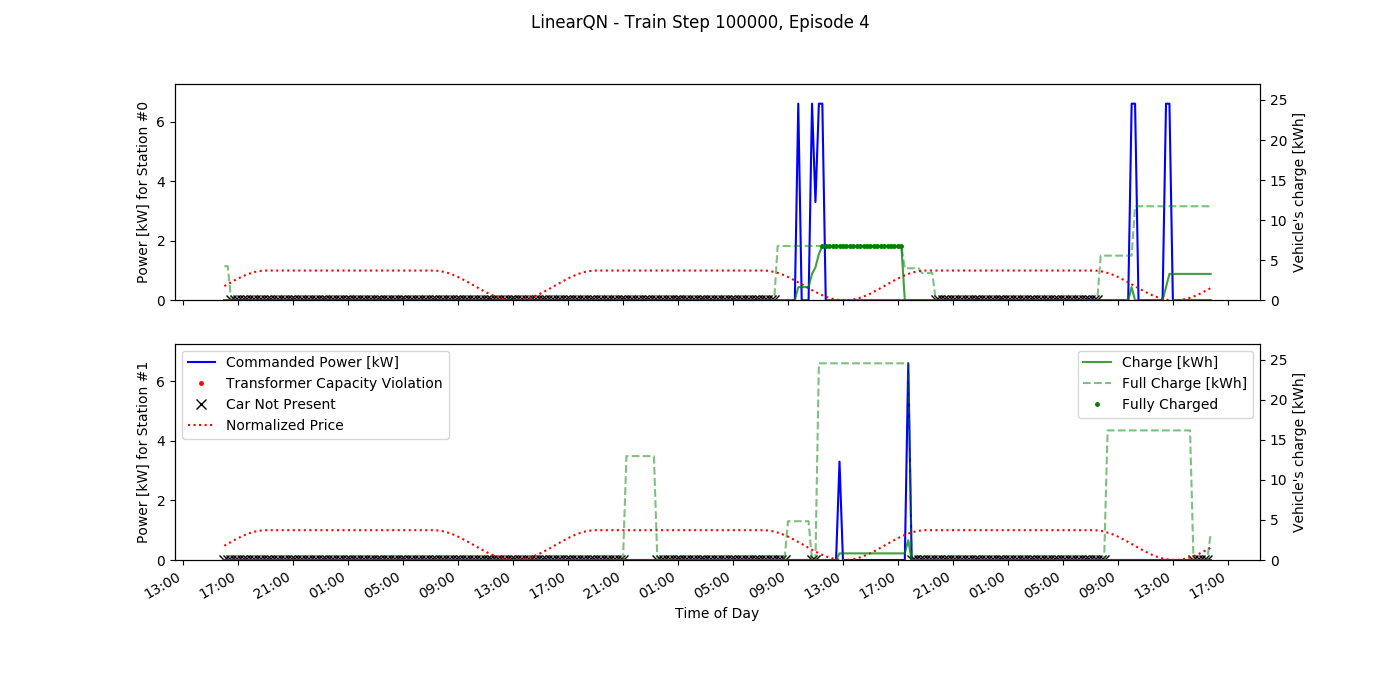 LinearQN - Train Step 100000, Episode 4
Power [kW] for Station #0
6
4
2
0
25
20
15
10
5
0
Vehicle's charge [kWh]
Power [kW] for Station #1
6
4
2
0
Commanded Power [kW]
Transformer Capacity Violation
Car Not Present
Normalized Price
Charge [kWh]
Full Charge [kWh]
Fully Charged
25
20
15
10
5
0
Vehicle's charge [kWh]
13:00 17:00 21:00 01:00 05:00 09:00 13:00 17:00 21:00 01:00 05:00 09:00 13:00 17:00 21:00 01:00 05:00 09:00 13:00 17:00
Time of Day